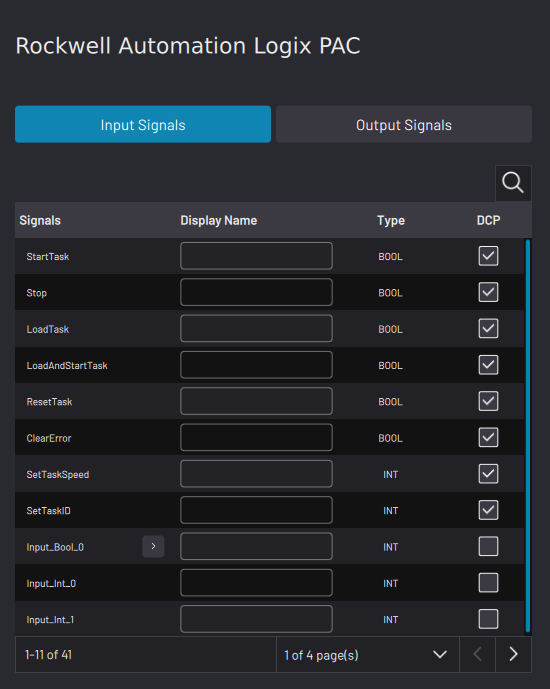 Rockwell Automation Logix PAC
Input Signals Output Signals
Signals Display Name Type DCP
StartTask BOOL
Stop BOOL
LoadTask BOOL
LoadAndStartTask BOOL
ResetTask BOOL
ClearError BOOL
SetTaskSpeed INT
SetTaskID INT
Input_Bool_0 INT
Input_Int_0 INT
Input_Int_1 INT
1-11 of 41 1 of 4 page(s)